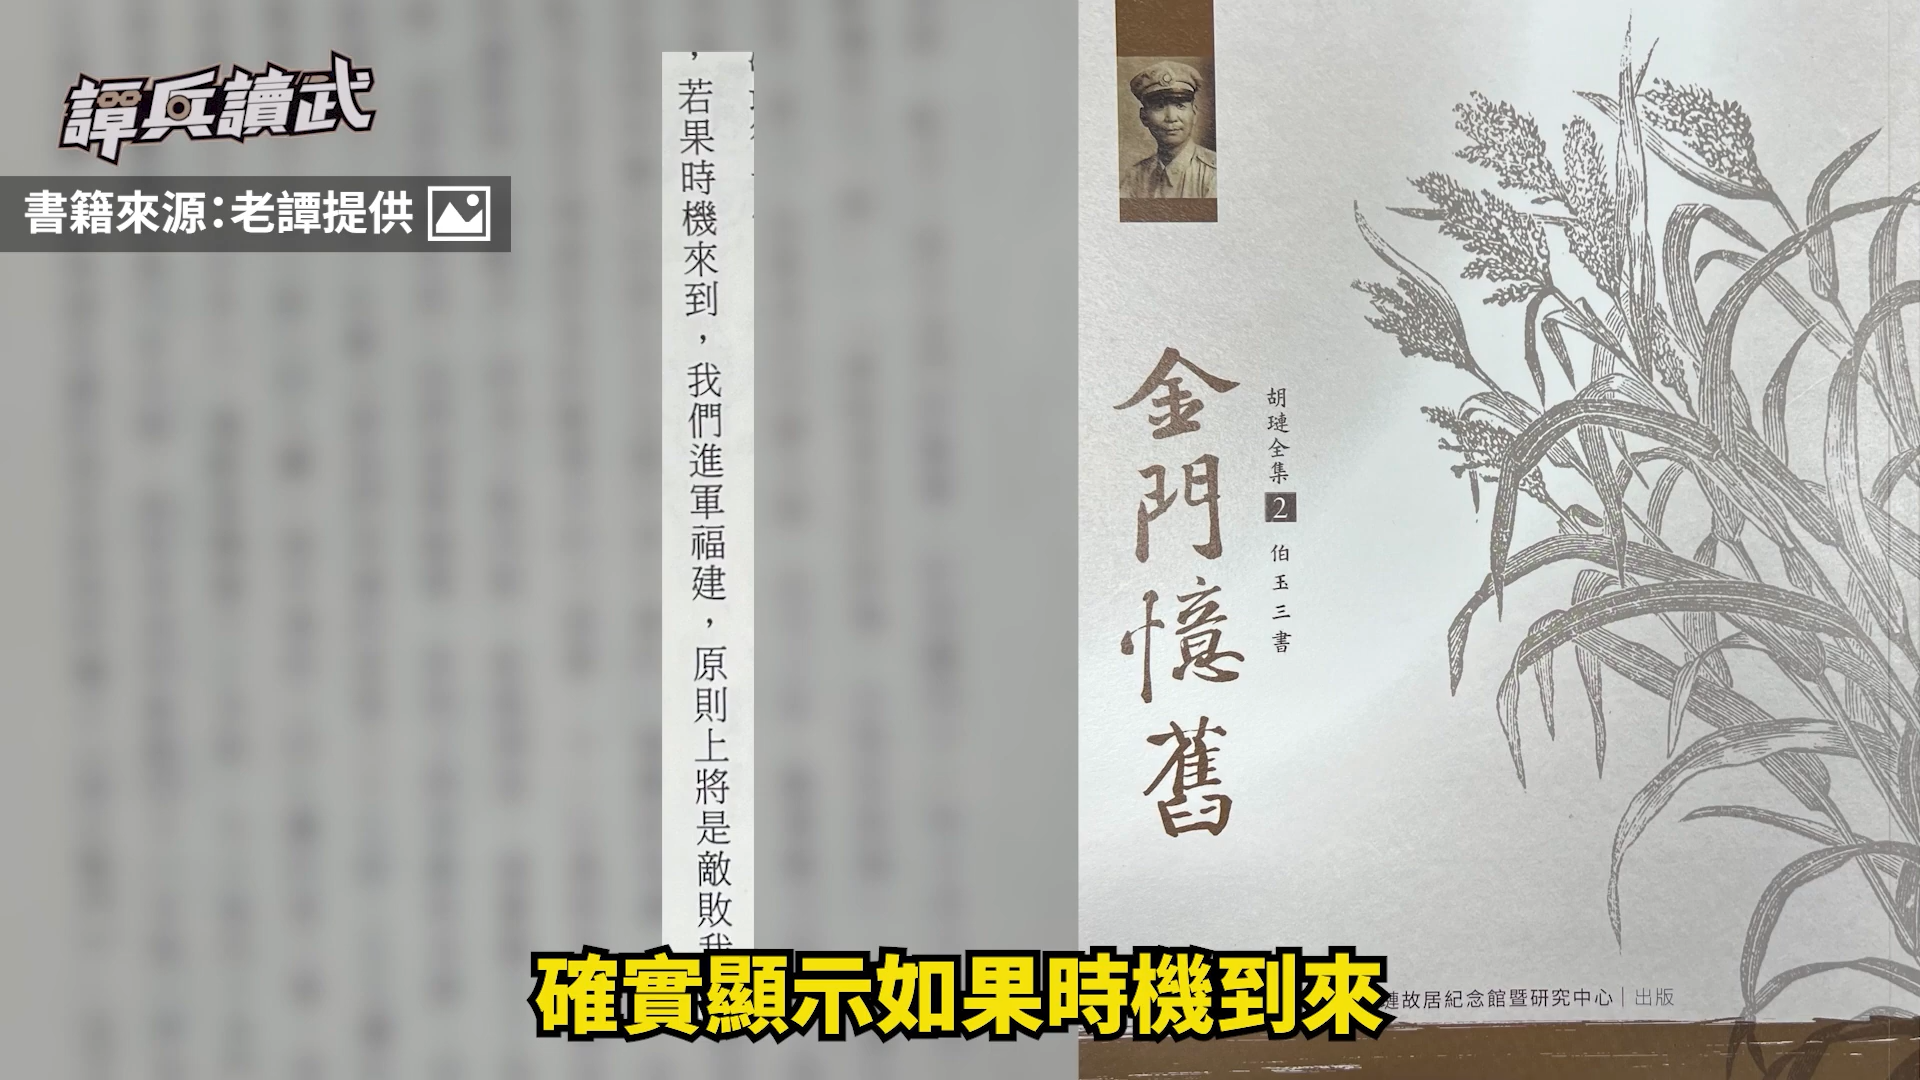 譚兵讀武
書籍來源：老譚提供
，若果時機來到，我們進軍福建，原則上將是敵敗我
金門憶舊
胡璉全集 2 伯玉三書
璉故居紀念館暨研究中心｜出版
確實顯示如果時機到來